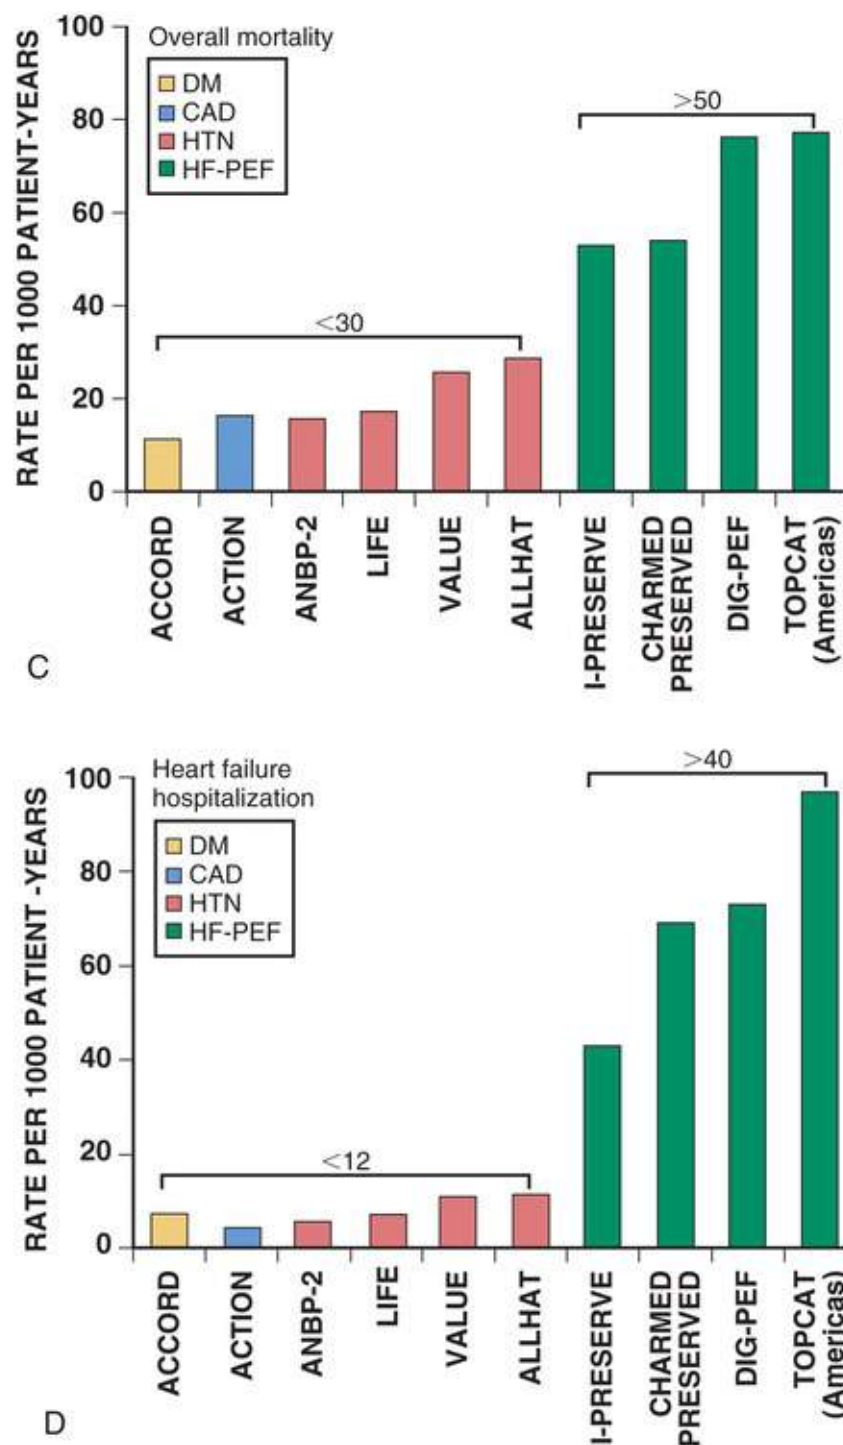 Overall mortality
DM
CAD
HTN
HF-PEF
RATE PER 1000 PATIENT-YEARS
100
80
60
40
20
0
<30
>50
ACCORD
ACTION
ANBP-2
LIFE
VALUE
ALLHAT
I-PRESERVE
CHARMED
PRESERVED
DIG-PEF
TOPCAT
(Americas)
C
Heart failure
hospitalization
DM
CAD
HTN
HF-PEF
RATE PER 1000 PATIENT -YEARS
100
80
60
40
20
0
<12
>40
ACCORD
ACTION
ANBP-2
LIFE
VALUE
ALLHAT
I-PRESERVE
CHARMED
PRESERVED
DIG-PEF
TOPCAT
(Americas)
D